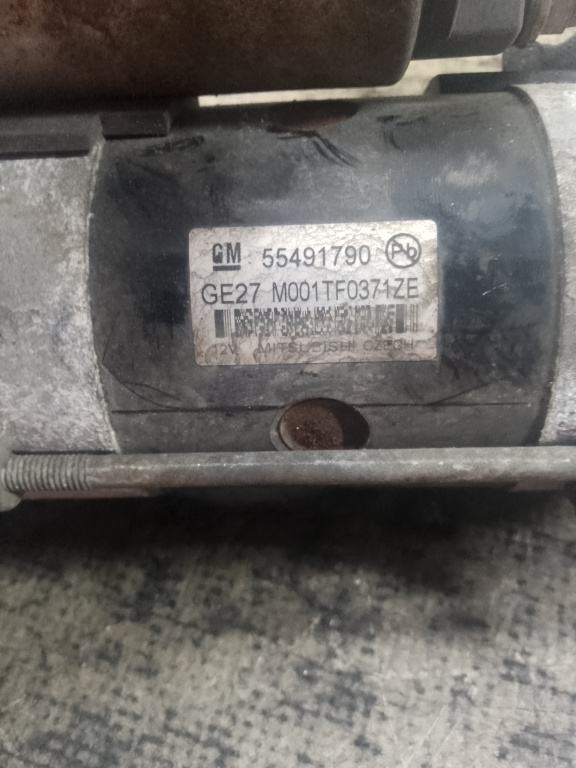 GM 55491790 Pb
GE27 M001TF0371ZE
12V MITSUBISHI CZECH